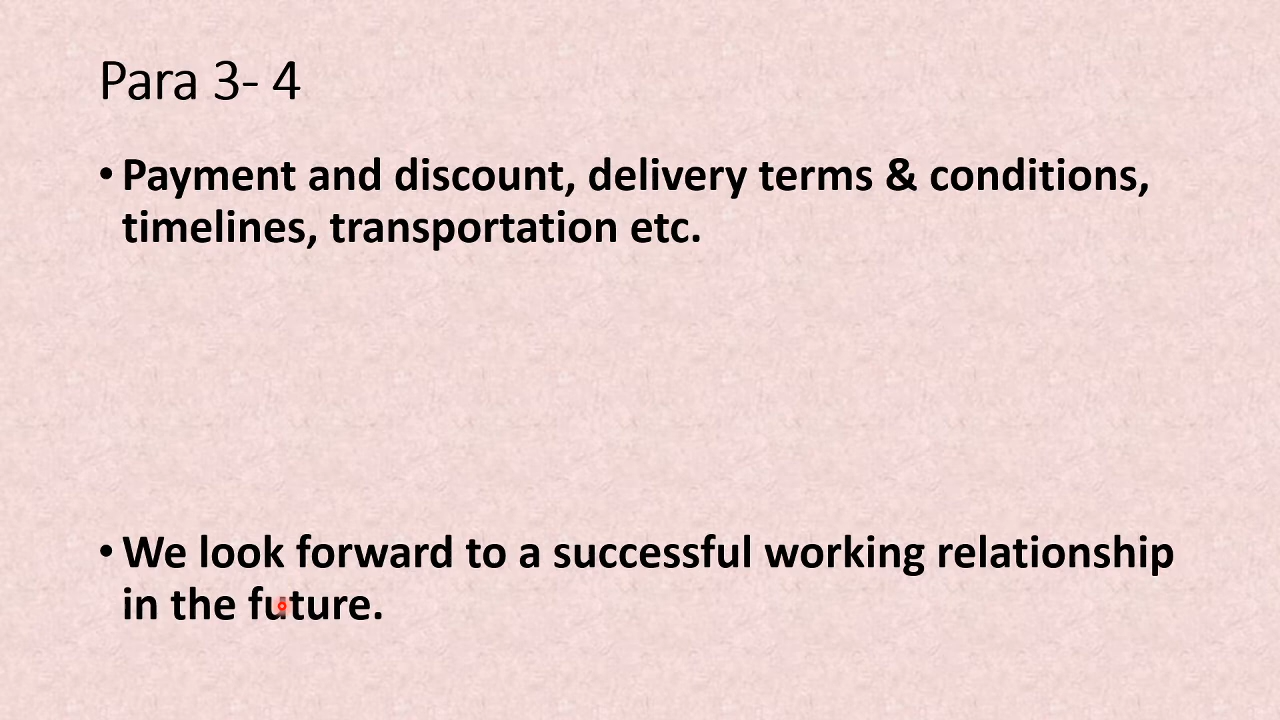 Para 3- 4
• Payment and discount, delivery terms & conditions,
timelines, transportation etc.
• We look forward to a successful working relationship
in the future.